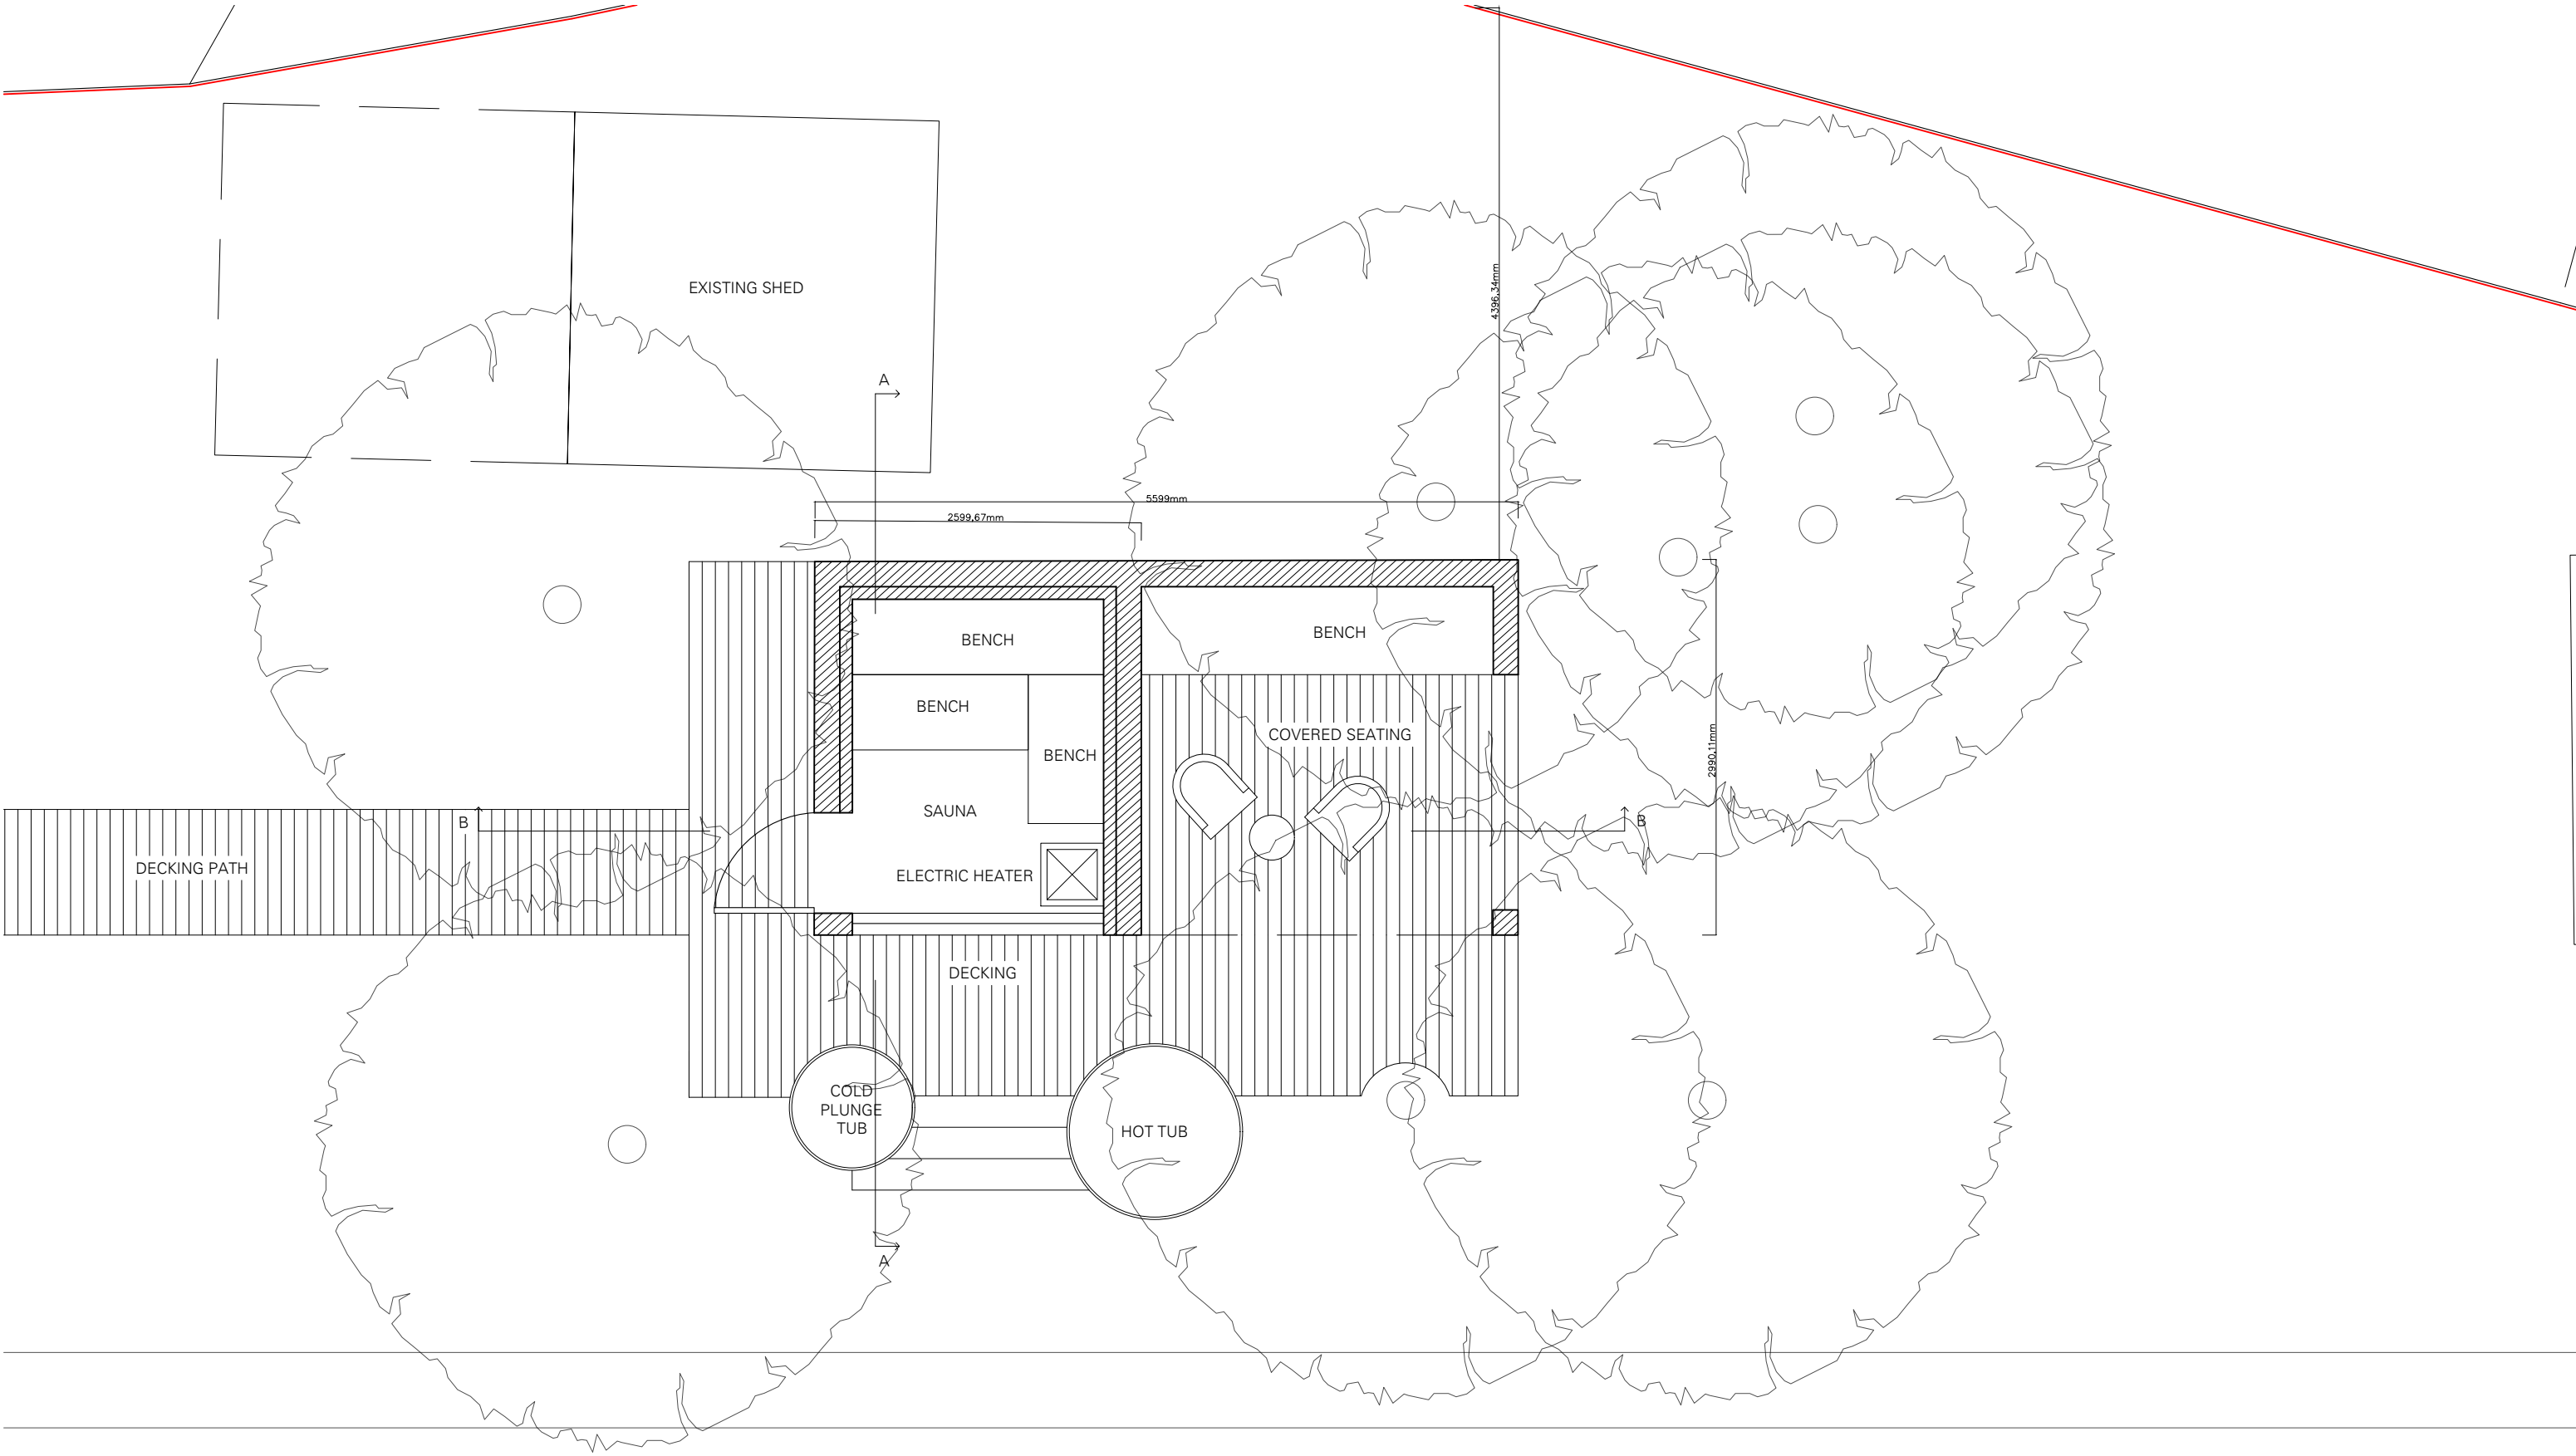 EXISTING SHED
4396,34mm
A
5599mm
2599,67mm
BENCH
BENCH
BENCH
BENCH
COVERED SEATING
2990,11mm
SAUNA
B
B
DECKING PATH
ELECTRIC HEATER
DECKING
COLD
PLUNGE
TUB
HOT TUB
A